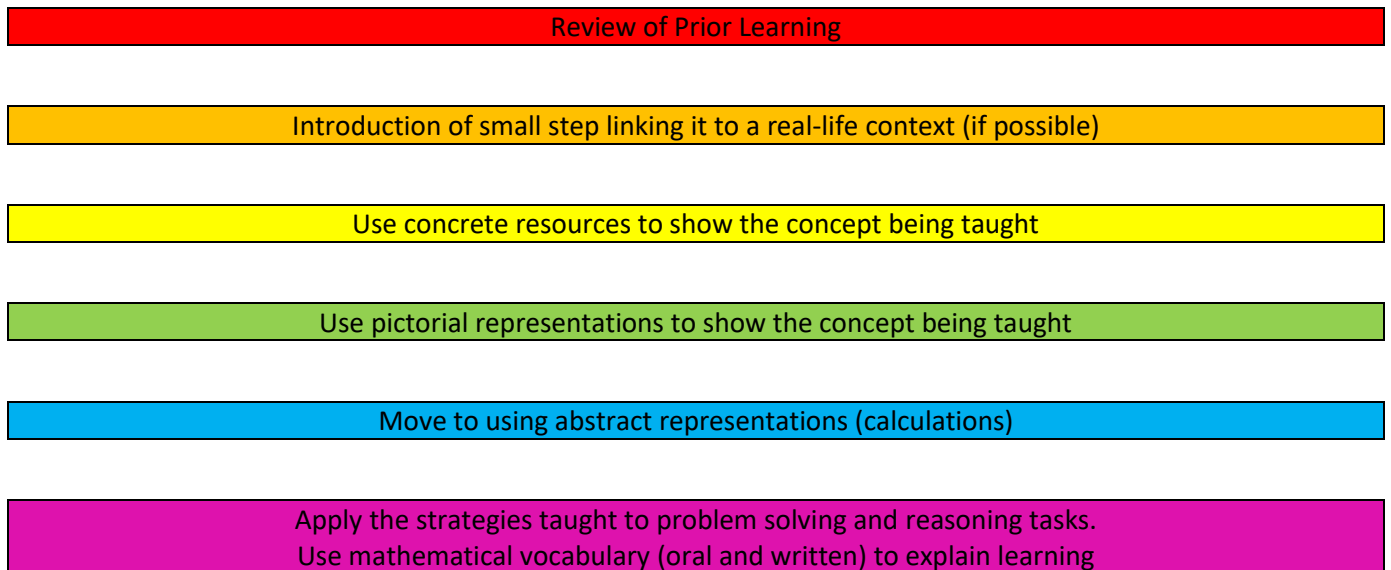 Review of Prior Learning
Introduction of small step linking it to a real-life context (if possible)
Use concrete resources to show the concept being taught
Use pictorial representations to show the concept being taught
Move to using abstract representations (calculations)
Apply the strategies taught to problem solving and reasoning tasks.
Use mathematical vocabulary (oral and written) to explain learning